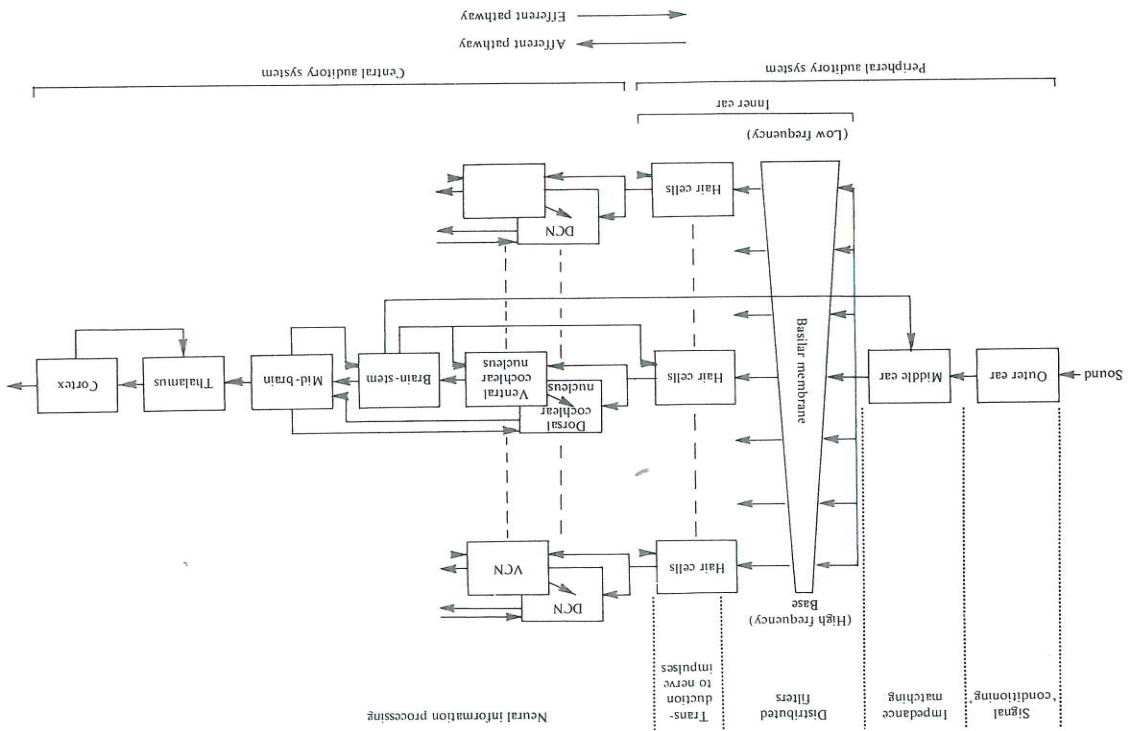 Signal
'conditioning'
Impedance
matching
Distributed
filters
Trans-
duction
to nerve
impulses
Neural information processing
(High frequency)
Base
Hair cells
DCN
VCN
Sound
Outer ear
Middle ear
Basilar membrane
Hair cells
Dorsal
cochlear
nucleus
Ventral
cochlear
nucleus
Brain-stem
Mid-brain
Thalamus
Cortex
Hair cells
DCN
(Low frequency)
Inner ear
Peripheral auditory system
Central auditory system
Afferent pathway
Efferent pathway